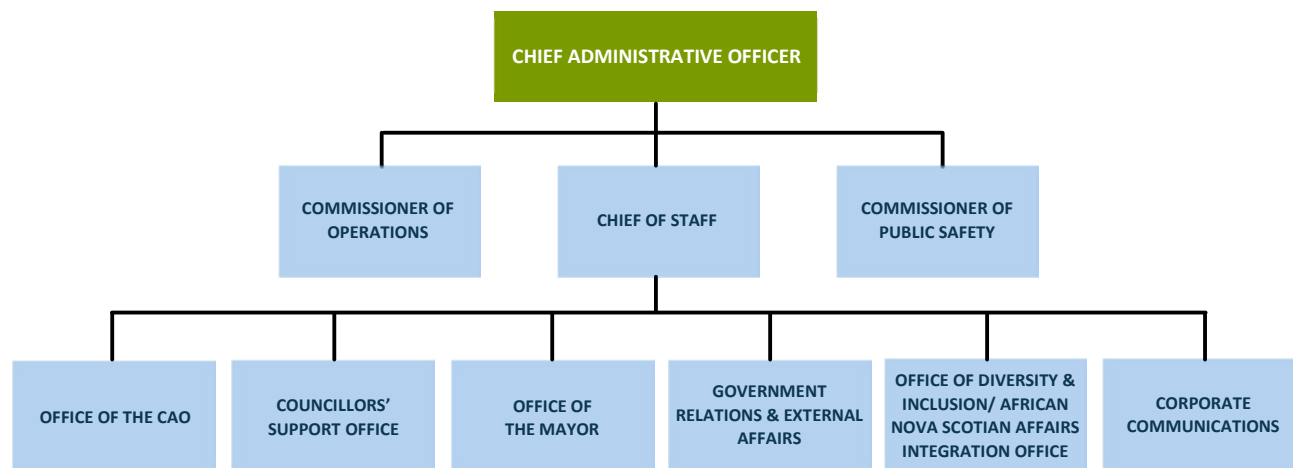 CHIEF ADMINISTRATIVE OFFICER
COMMISSIONER OF
OPERATIONS
CHIEF OF STAFF
COMMISSIONER OF
PUBLIC SAFETY
OFFICE OF THE CAO
COUNCILLORS’
SUPPORT OFFICE
OFFICE OF
THE MAYOR
GOVERNMENT
RELATIONS & EXTERNAL
AFFAIRS
OFFICE OF DIVERSITY &
INCLUSION/ AFRICAN
NOVA SCOTIAN AFFAIRS
INTEGRATION OFFICE
CORPORATE
COMMUNICATIONS